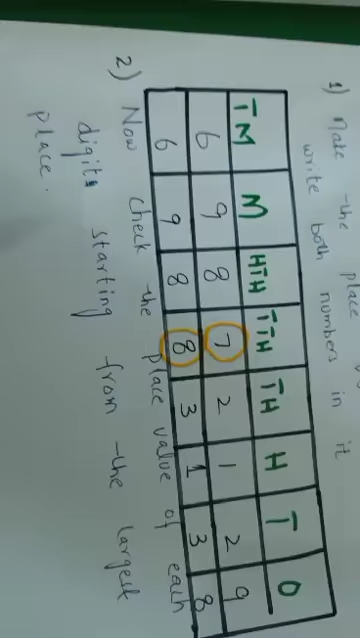 1) Make the place
write both numbers in it
TM M HTH TTH TH H T O
6 9 8 7 2 1 2 9
6 9 8 8 3 1 3 8
2) Now check the place value of each
digits starting from the largest
place.